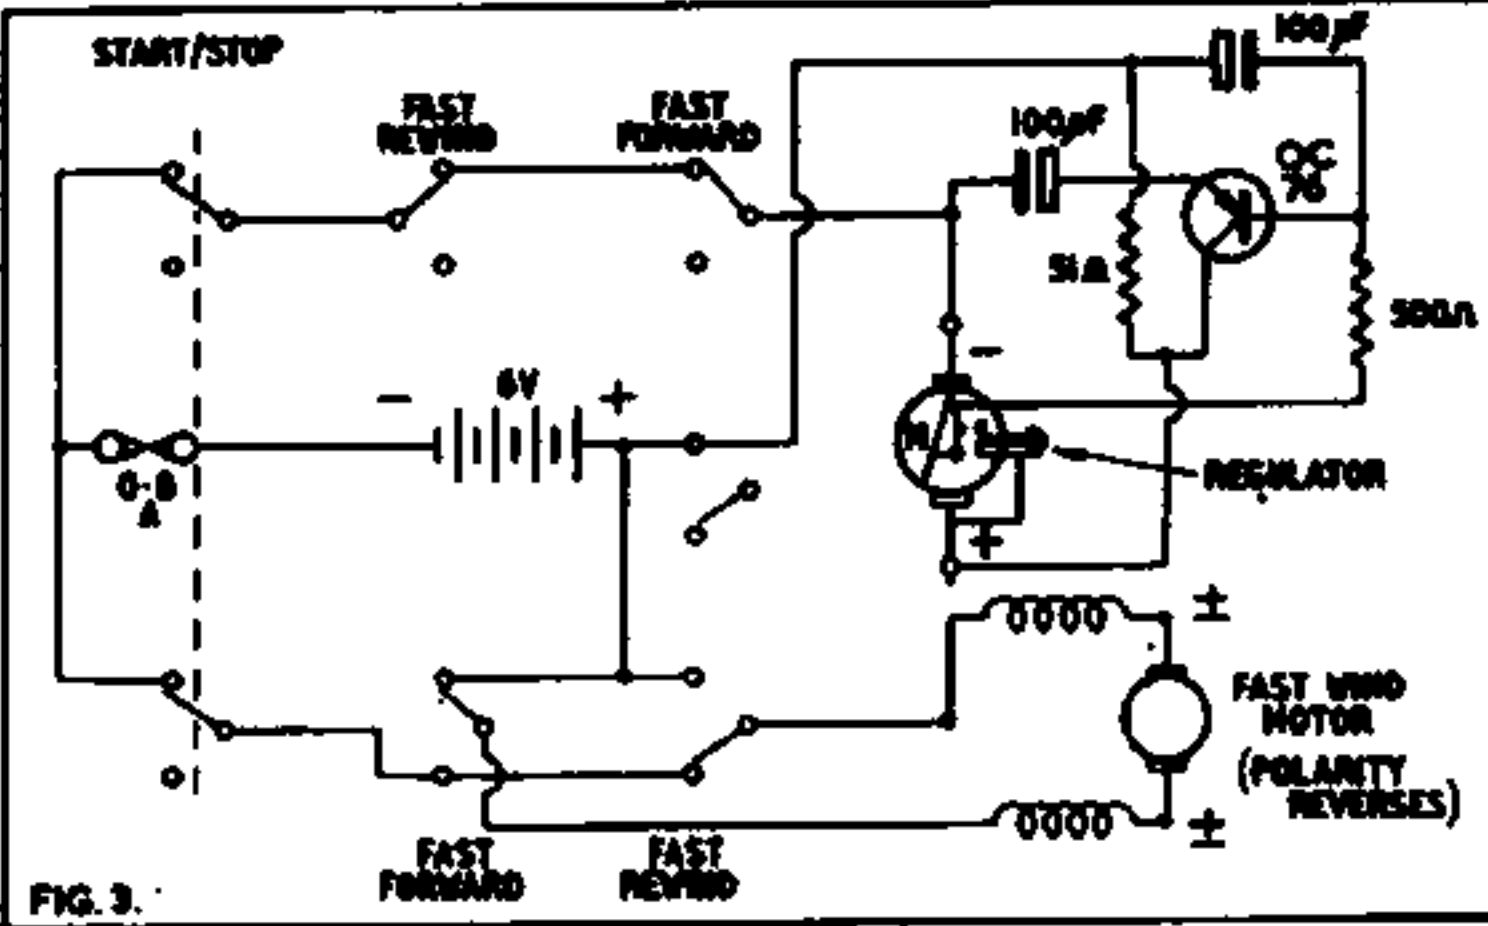 START/STOP
FAST
REWIND
FAST
FORWARD
100µF
100µF
OC
76
51Ω
500Ω
-
6V
+
0.8
A
-
M
REGULATOR
+
±
FAST WIND
MOTOR
(POLARITY
REVERSES)
±
FAST
FORWARD
FAST
REWIND
FIG. 3.